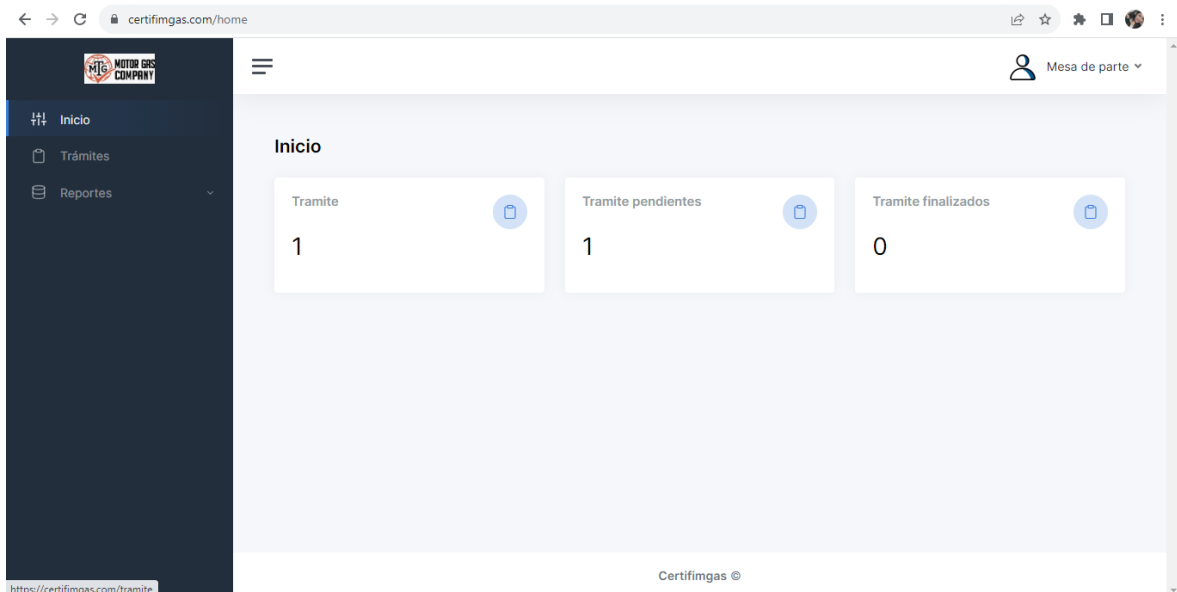 certifimgas.com/home
MTG MOTOR GAS
COMPANY
Mesa de parte
Inicio
Trámites
Reportes
Inicio
Tramite
1
Tramite pendientes
1
Tramite finalizados
0
Certifimgas ©
https://certifimgas.com/tramite